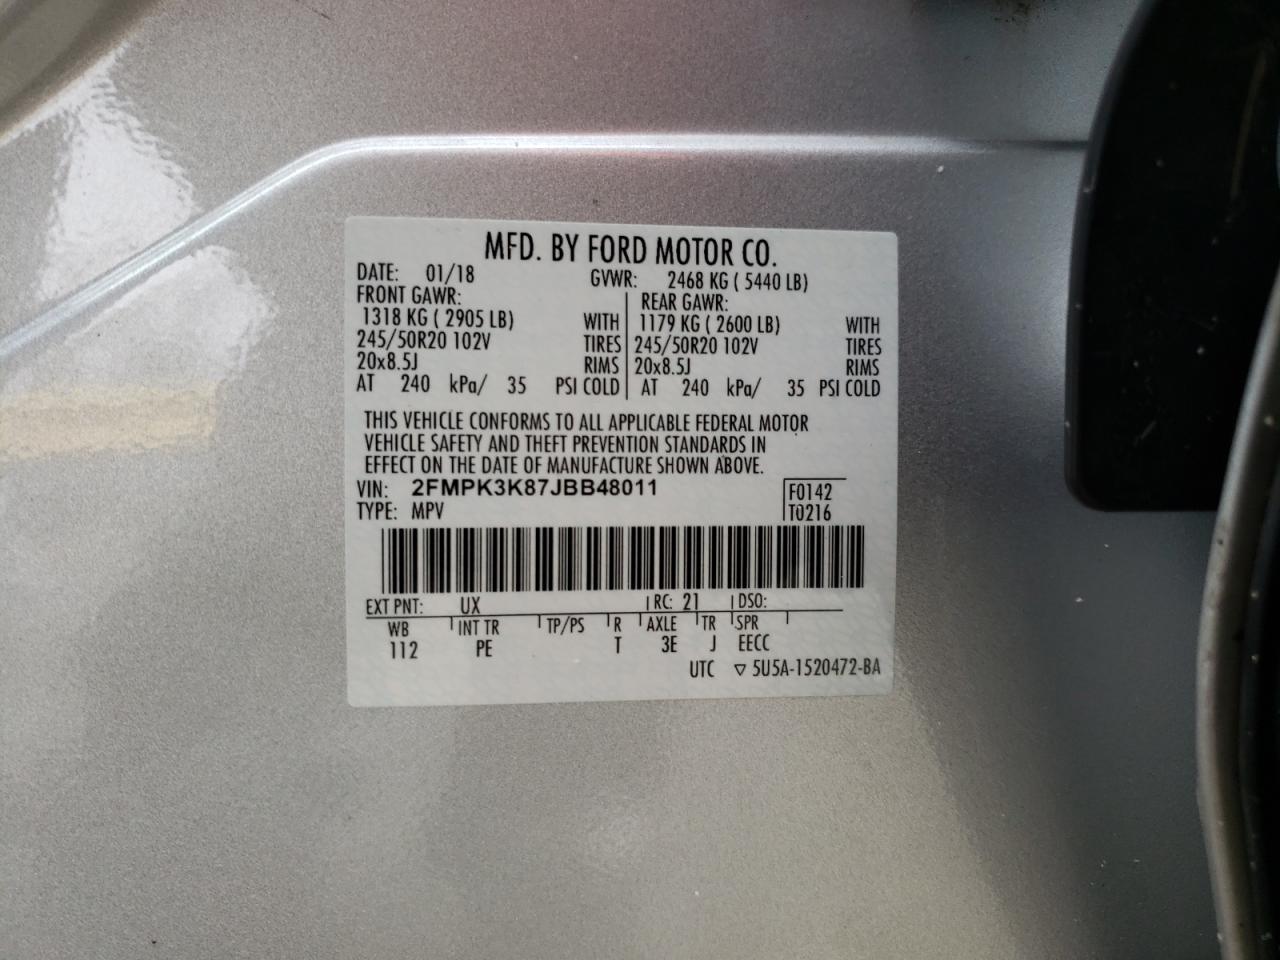 MFD. BY FORD MOTOR CO.
DATE: 01/18 GVWR: 2468 KG ( 5440 LB)
FRONT GAWR: REAR GAWR:
1318 KG ( 2905 LB) WITH 1179 KG ( 2600 LB) WITH
245/50R20 102V TIRES 245/50R20 102V TIRES
20x8.5J RIMS 20x8.5J RIMS
AT 240 kPa/ 35 PSI COLD AT 240 kPa/ 35 PSI COLD
THIS VEHICLE CONFORMS TO ALL APPLICABLE FEDERAL MOTOR
VEHICLE SAFETY AND THEFT PREVENTION STANDARDS IN
EFFECT ON THE DATE OF MANUFACTURE SHOWN ABOVE.
VIN: 2FMPK3K87JBB48011 F0142
TYPE: MPV T0216
EXT PNT: UX RC: 21 DSO:
WB INT TR TP/PS R AXLE TR SPR
112 PE T 3E J EECC
UTC ▽ 5U5A-1520472-BA